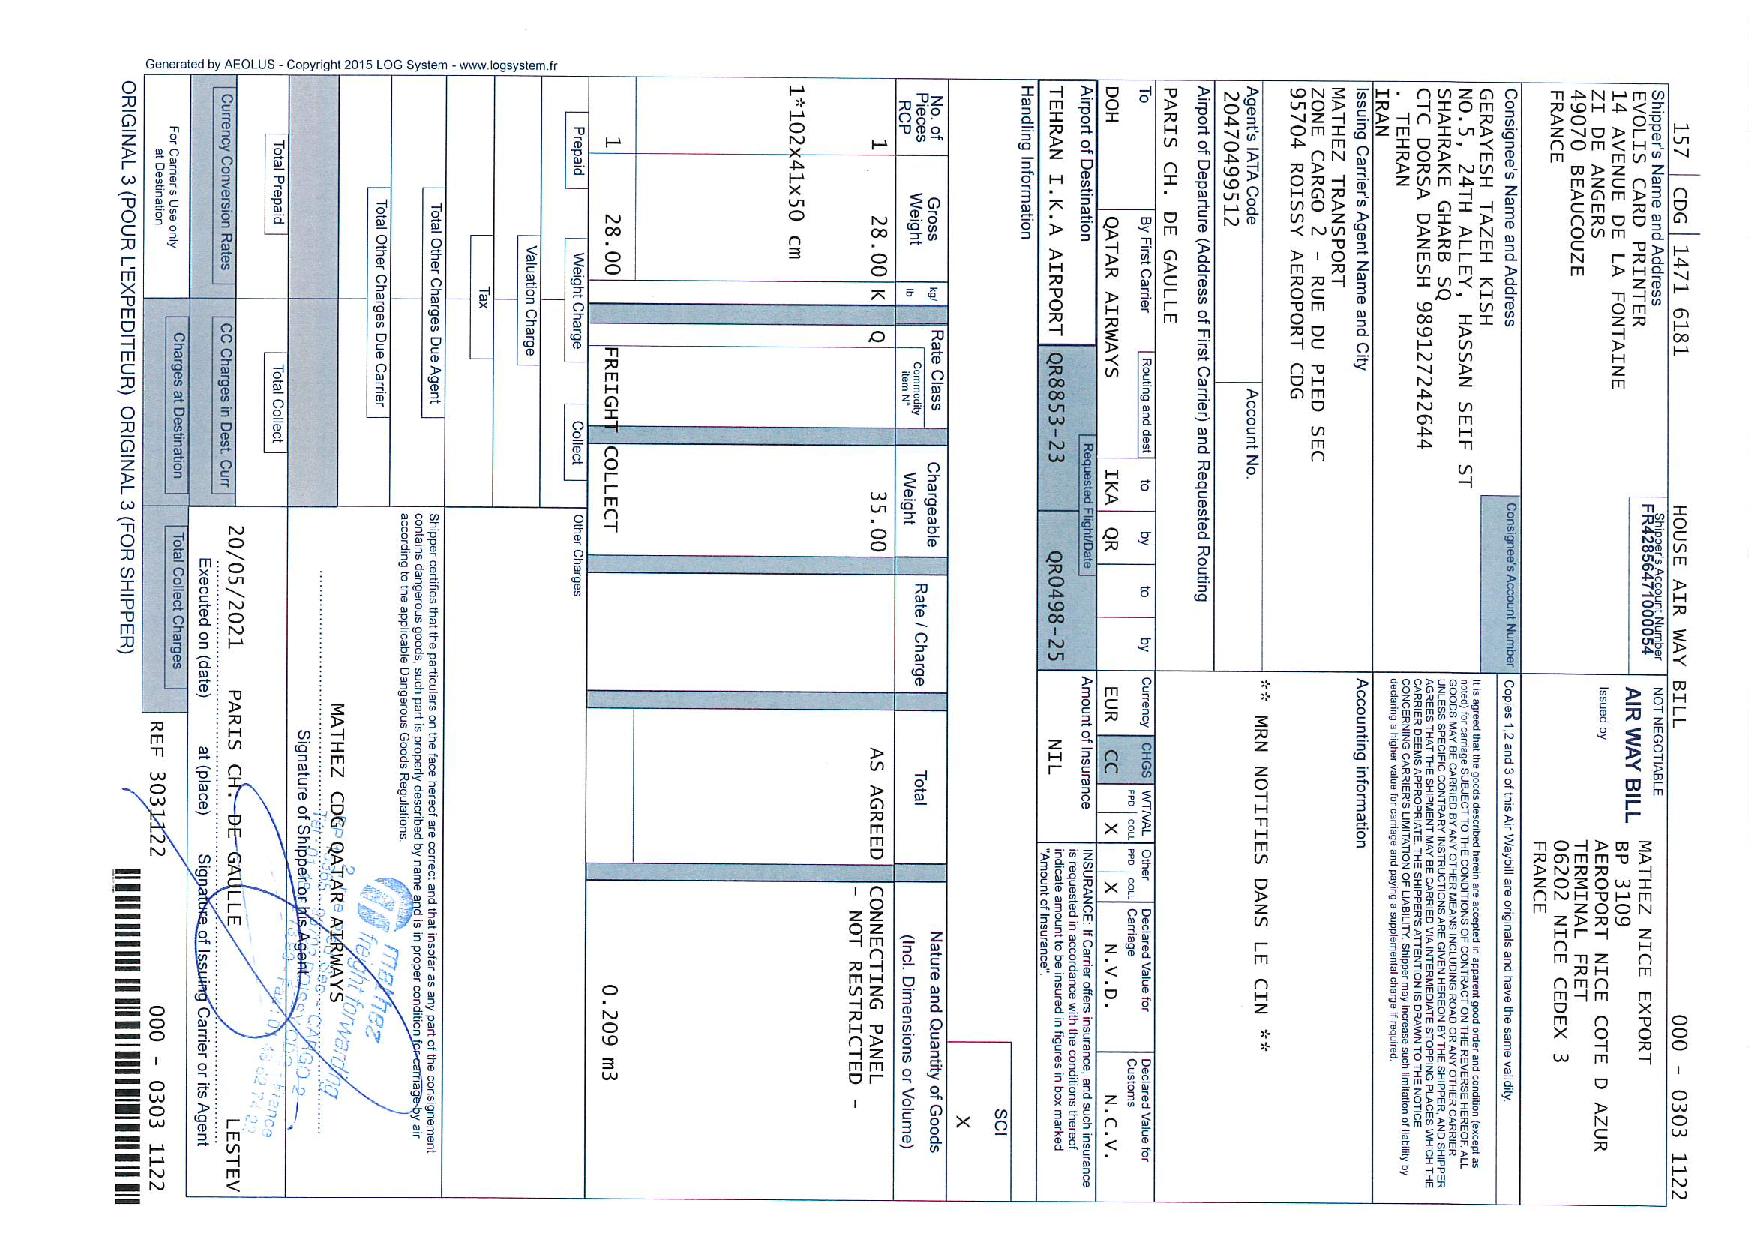 157 | CDG | 1471 6181 HOUSE AIR WAY BILL 000 - 0303 1122
Shipper's Name and Address
Shipper's Account Number
FR42856471000054
EVOLIS CARD PRINTER
14 AVENUE DE LA FONTAINE
ZI DE ANGERS
49070 BEAUCOUZE
FRANCE
NOT NEGOTIABLE
AIR WAY BILL
Issued by
MATHEZ NICE EXPORT
BP 3109
AEROPORT NICE COTE D AZUR
TERMINAL FRET
06202 NICE CEDEX 3
FRANCE
Consignee's Name and Address
Consignee's Account Number
GERAYESH TAZEH KISH
NO.5, 24TH ALLEY, HASSAN SEIF ST
SHAHRAKE GHARB SQ
CTC DORSA DANESH 989127242644
. TEHRAN
IRAN
Copies 1,2 and 3 of this Air Waybill are originals and have the same validity.
It is agreed that the goods described herein are accepted in apparent good order and condition (except as
noted) for carriage SUBJECT TO THE CONDITIONS OF CONTRACT ON THE REVERSE HEREOF. ALL
GOODS MAY BE CARRIED BY ANY OTHER MEANS INCLUDING ROAD OR ANY OTHER CARRIER
UNLESS SPECIFIC CONTRARY INSTRUCTIONS ARE GIVEN HEREON BY THE SHIPPER, AND SHIPPER
AGREES THAT THE SHIPMENT MAY BE CARRIED VIA INTERMEDIATE STOPPING PLACES WHICH THE
CARRIER DEEMS APPROPRIATE. THE SHIPPER'S ATTENTION IS DRAWN TO THE NOTICE
CONCERNING CARRIER'S LIMITATION OF LIABILITY. Shipper may increase such limitation of liability by
declaring a higher value for carriage and paying a supplemental charge if required.
Issuing Carrier's Agent Name and City
MATHEZ TRANSPORT
ZONE CARGO 2 - RUE DU PIED SEC
95704 ROISSY AEROPORT CDG
Accounting information
** MRN NOTIFIES DANS LE CIN **
Agent's IATA Code
20470499512
Account No.
Airport of Departure (Address of First Carrier) and Requested Routing
PARIS CH. DE GAULLE
To By First Carrier Routing and dest to by to by Currency CHGS WT/VAL Other Declared Value for Carriage Declared Value for Customs
PPD COLL PPD COLL
DOH QATAR AIRWAYS IKA QR EUR CC X X N.V.D. N.C.V.
Airport of Destination Requested Flight/Date Amount of Insurance
TEHRAN I.K.A AIRPORT QR8853-23 QR0498-25 NIL
INSURANCE: If Carrier offers insurance, and such insurance
is requested in accordance with the conditions thereof
indicate amount to be insured in figures in box marked
"Amount of Insurance".
Handling Information
SCI
X
No. of Pieces RCP
Gross Weight
kg/ lb
Rate Class
Commodity item N°
Chargeable Weight
Rate / Charge
Total
Nature and Quantity of Goods
(Incl. Dimensions or Volume)
1 28.00 K Q 35.00 AS AGREED CONNECTING PANEL
- NOT RESTRICTED -
1*102x41x50 cm
1 28.00 FREIGHT COLLECT 0.209 m3
Prepaid Weight Charge Collect Other Charges
Valuation Charge
Tax
Total Other Charges Due Agent
Total Other Charges Due Carrier
Shipper certifies that the particulars on the face hereof are correct and that insofar as any part of the consignement
contains dangerous goods, such part is properly described by name and is in proper condition for carriage by air
according to the applicable Dangerous Goods Regulations.
mathez
freight forwarding
MATHEZ CDG QATAR AIRWAYS
Signature of Shipper or his Agent
Total Prepaid Total Collect
20/05/2021 PARIS CH. DE GAULLE LESTEV
Currency Conversion Rates CC Charges in Dest. Curr
Executed on (date) at (place) Signature of Issuing Carrier or its Agent
For Carrier's Use only
at Destination
Charges at Destination Total Collect Charges
REF 3031122 000 - 0303 1122
ORIGINAL 3 (POUR L'EXPEDITEUR) ORIGINAL 3 (FOR SHIPPER)
Generated by AEOLUS - Copyright 2015 LOG System - www.logsystem.fr